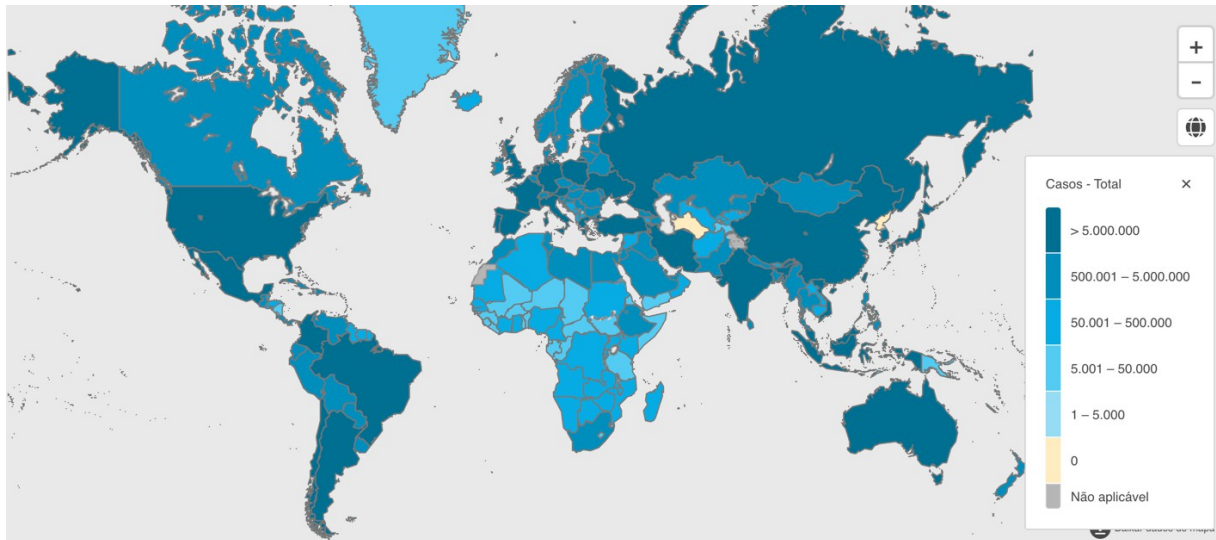 +
−
Casos - Total ×
> 5.000.000
500.001 – 5.000.000
50.001 – 500.000
5.001 – 50.000
1 – 5.000
0
Não aplicável